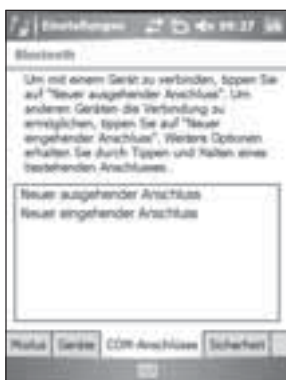 Einstellungen 09:27
Bluetooth
Um mit einem Gerät zu verbinden, tippen Sie
auf "Neuer ausgehender Anschluss". Um
anderen Geräten die Verbindung zu
ermöglichen, tippen Sie auf "Neuer
eingehender Anschluss". Weitere Optionen
erhalten Sie durch Tippen und Halten eines
bestehenden Anschlusses.
Neuer ausgehender Anschluss
Neuer eingehender Anschluss
Modus Geräte COM-Anschlüsse Sicherheit